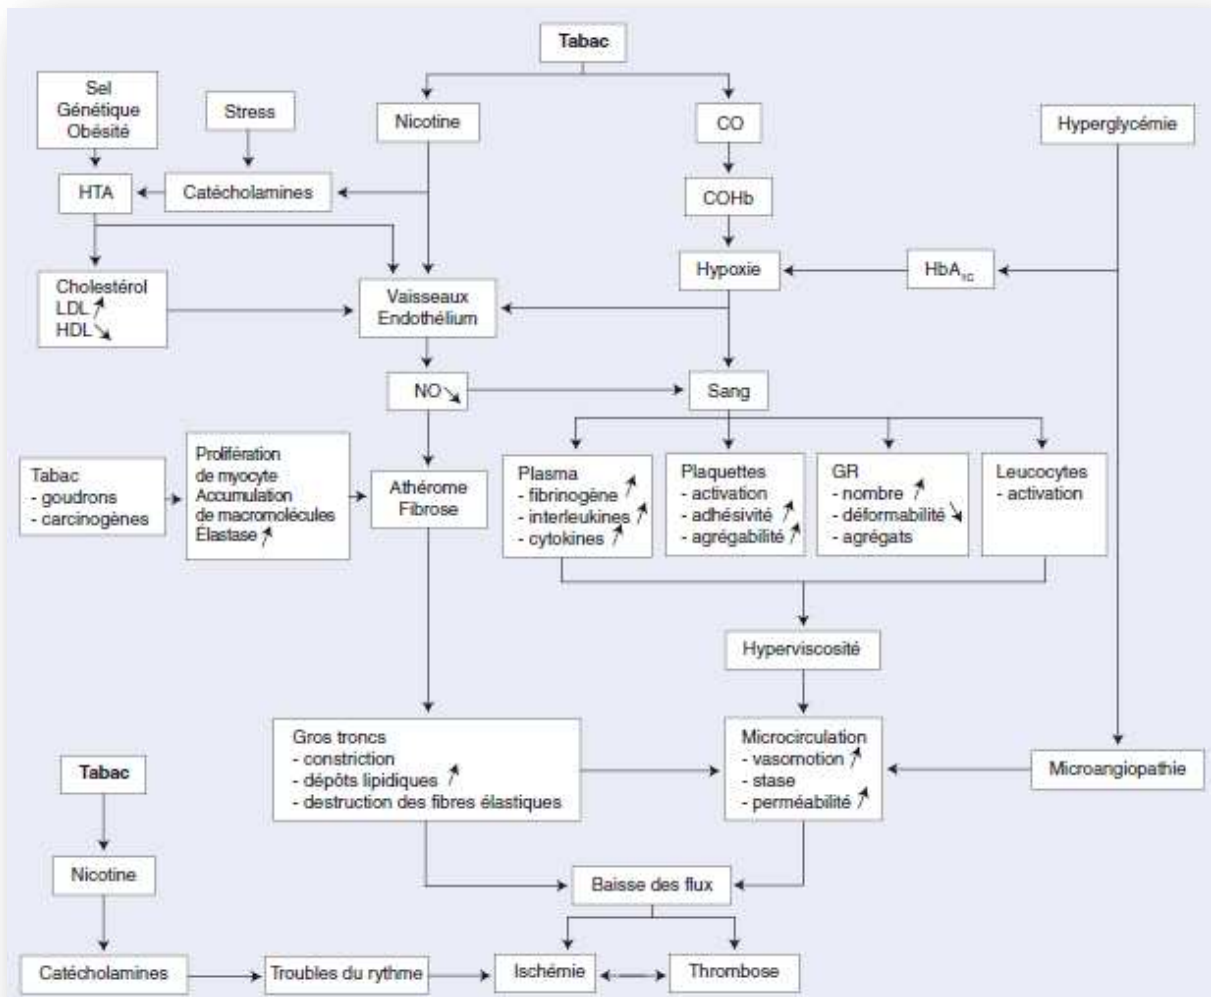 Tabac
Sel
Génétique
Obésité
Stress
Nicotine
CO
Hyperglycémie
HTA
Catécholamines
COHb
Hypoxie
HbA1C
Cholestérol
LDL ↗
HDL ↘
Vaisseaux
Endothélium
NO ↘
Sang
Tabac
- goudrons
- carcinogènes
Prolifération
de myocyte
Accumulation
de macromolécules
Élastase ↗
Athérome
Fibrose
Plasma
- fibrinogène ↗
- interleukines ↗
- cytokines ↗
Plaquettes
- activation
- adhésivité ↗
- agrégabilité ↗
GR
- nombre ↗
- déformabilité ↘
- agrégats
Leucocytes
- activation
Hyperviscosité
Gros troncs
- constriction
- dépôts lipidiques ↗
- destruction des fibres élastiques
Microcirculation
- vasomotion ↗
- stase
- perméabilité ↗
Microangiopathie
Tabac
Nicotine
Baisse des flux
Catécholamines
Troubles du rythme
Ischémie
Thrombose